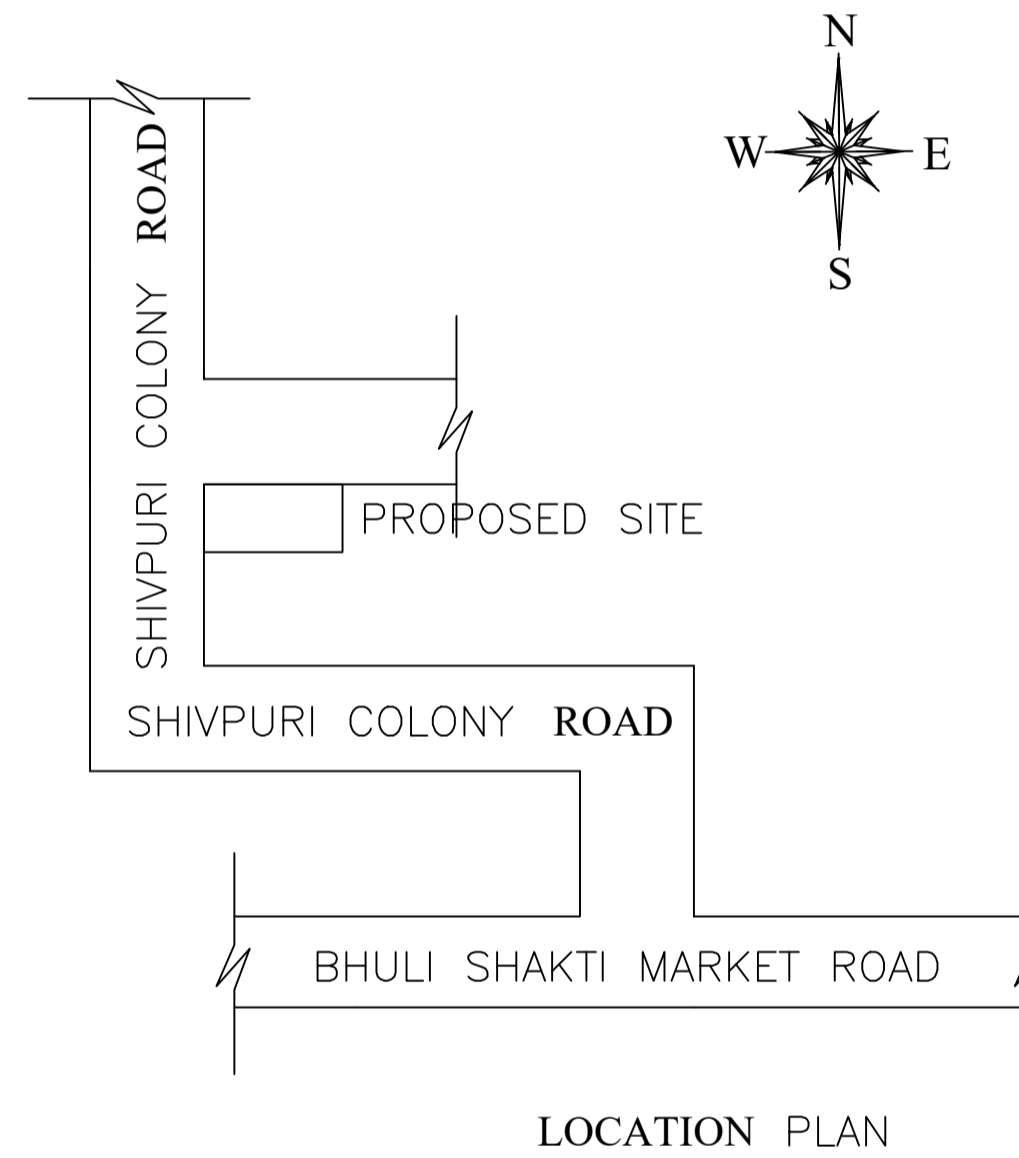 N
W E
S
SHIVPURI COLONY ROAD
PROPOSED SITE
SHIVPURI COLONY ROAD
BHULI SHAKTI MARKET ROAD
LOCATION PLAN